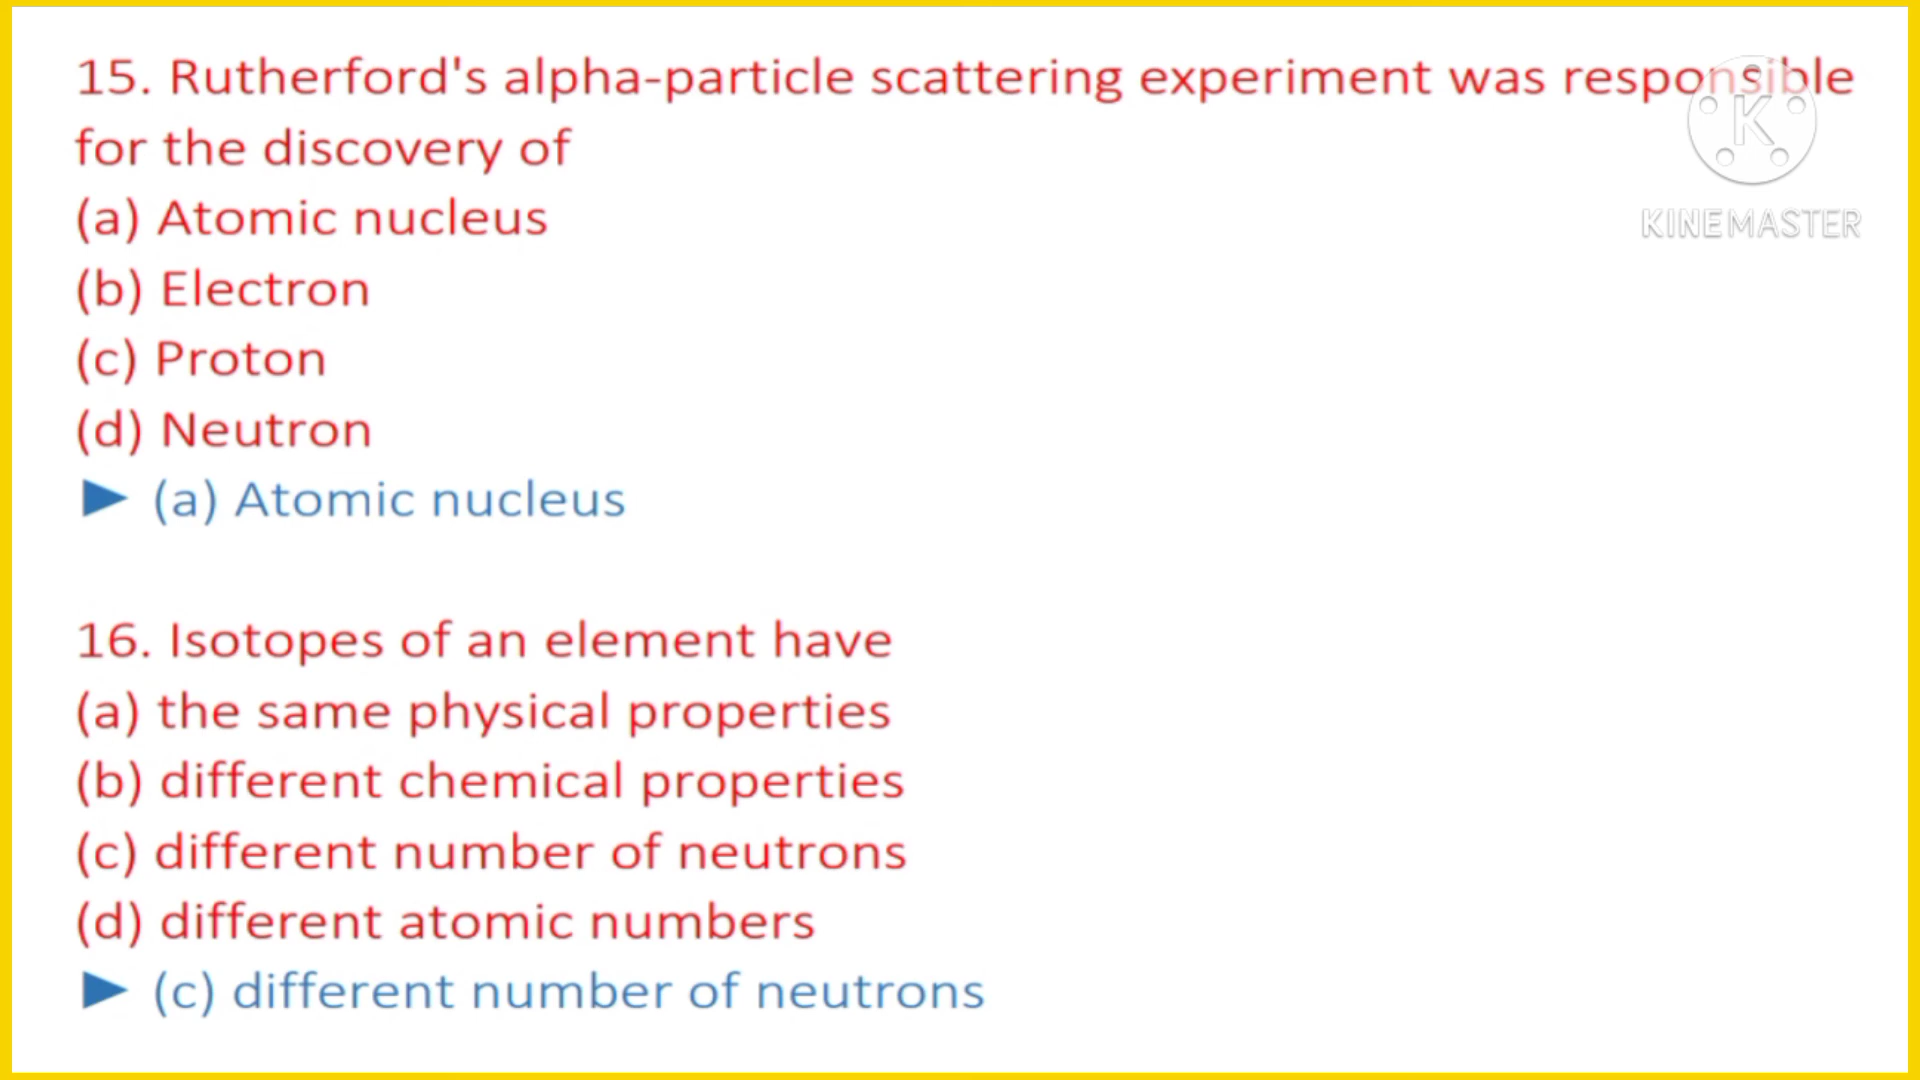 15. Rutherford's alpha-particle scattering experiment was responsible
for the discovery of
(a) Atomic nucleus
(b) Electron
(c) Proton
(d) Neutron
► (a) Atomic nucleus
16. Isotopes of an element have
(a) the same physical properties
(b) different chemical properties
(c) different number of neutrons
(d) different atomic numbers
► (c) different number of neutrons
K
KINEMASTER